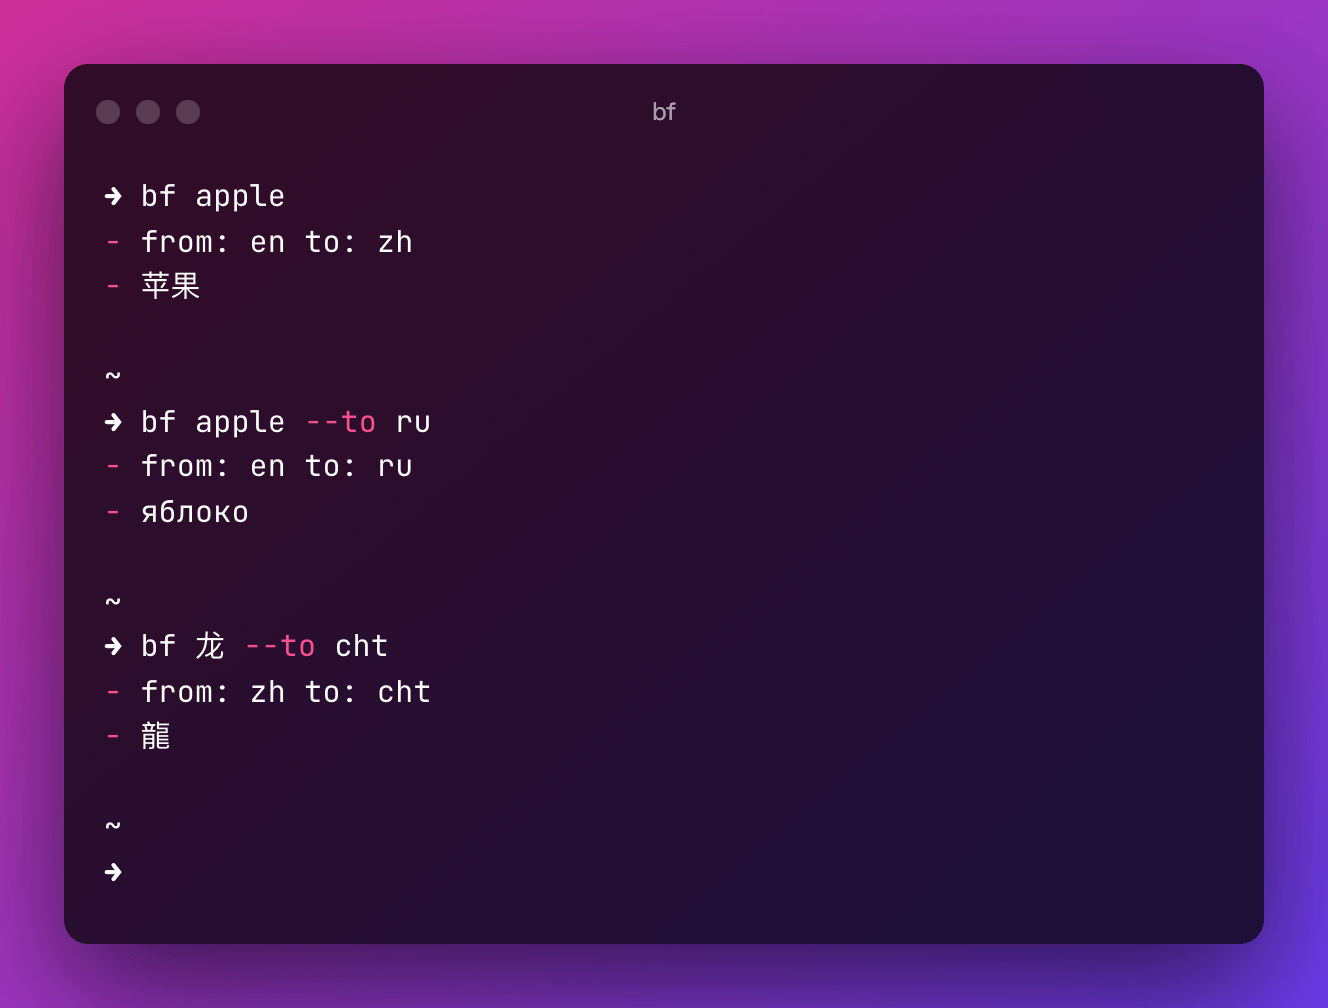 bf
➜ bf apple
- from: en to: zh
- 苹果
~
➜ bf apple --to ru
- from: en to: ru
- яблоко
~
➜ bf 龙 --to cht
- from: zh to: cht
- 龍
~
➜